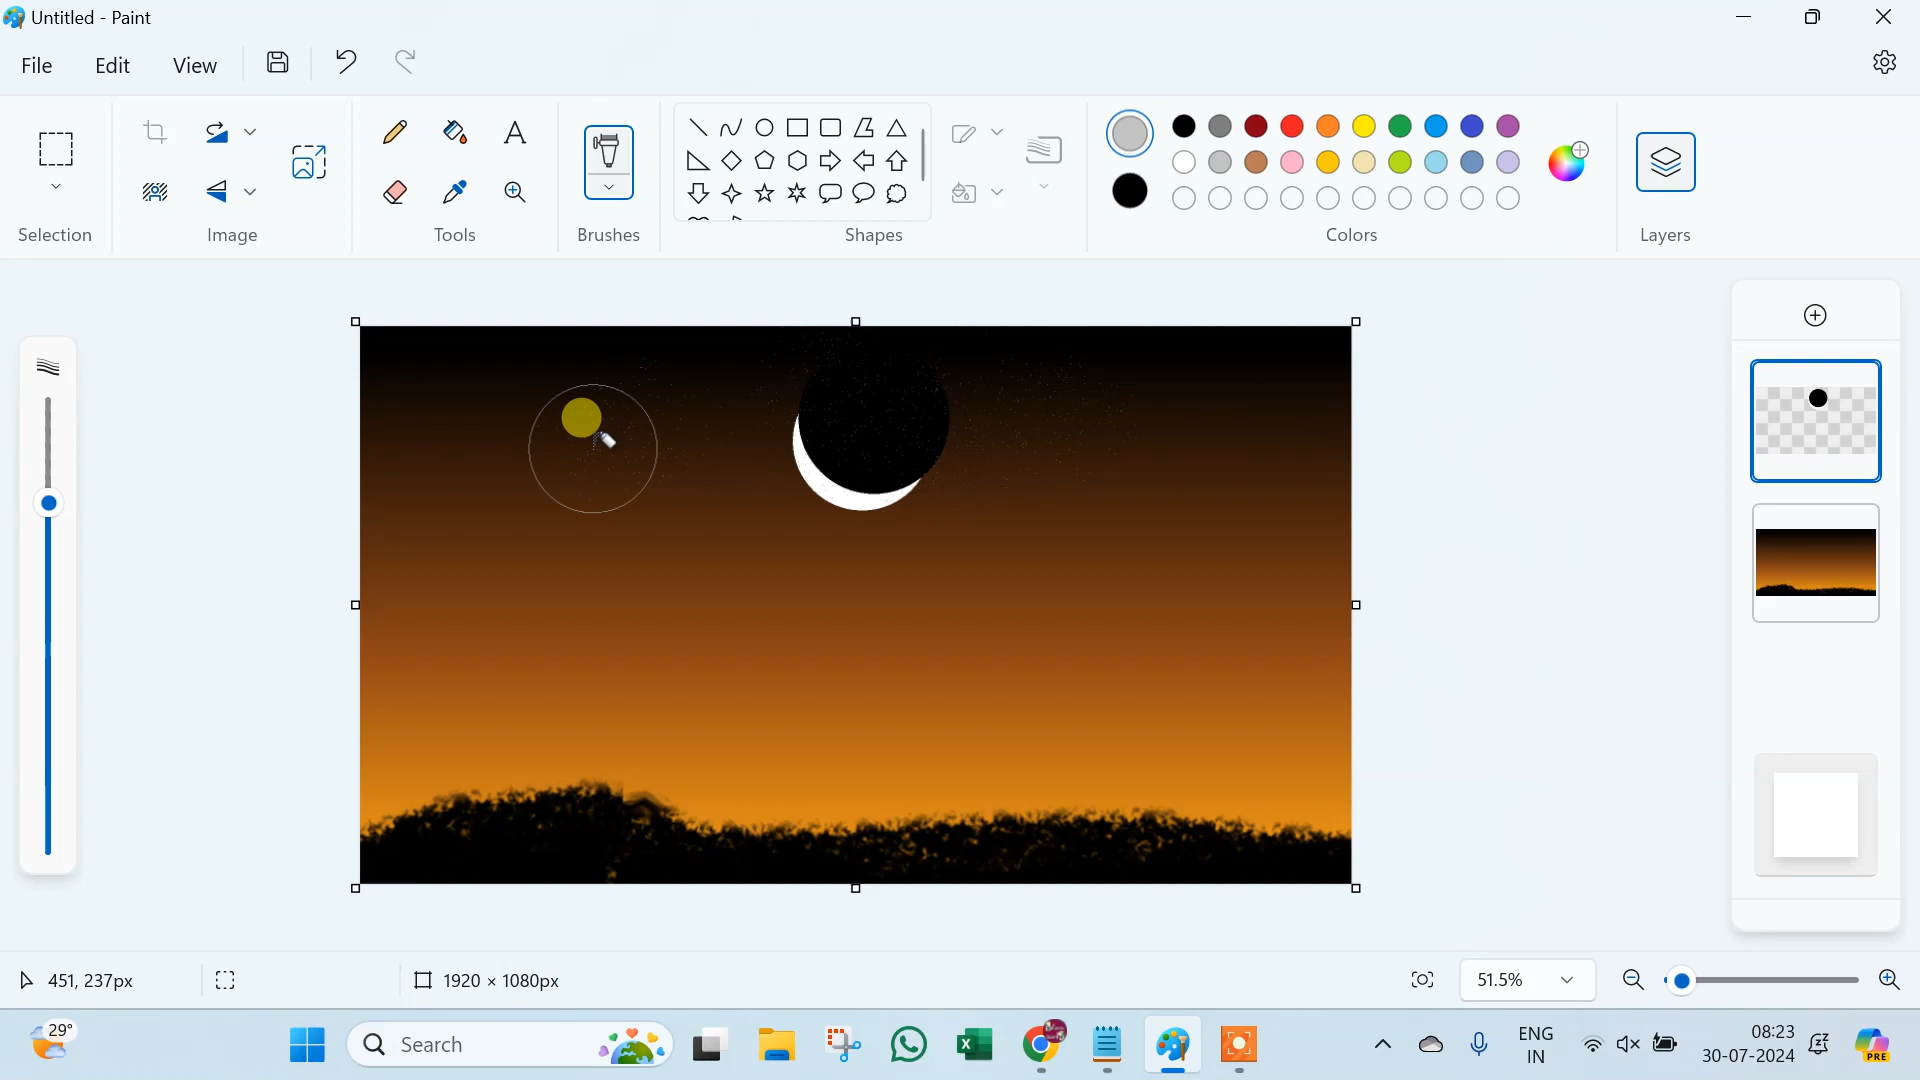 Untitled - Paint
File Edit View
Selection Image Tools Brushes Shapes Colors Layers
451, 237px 1920 × 1080px 51.5%
29° Search ENG 08:23
IN 30-07-2024 PRE